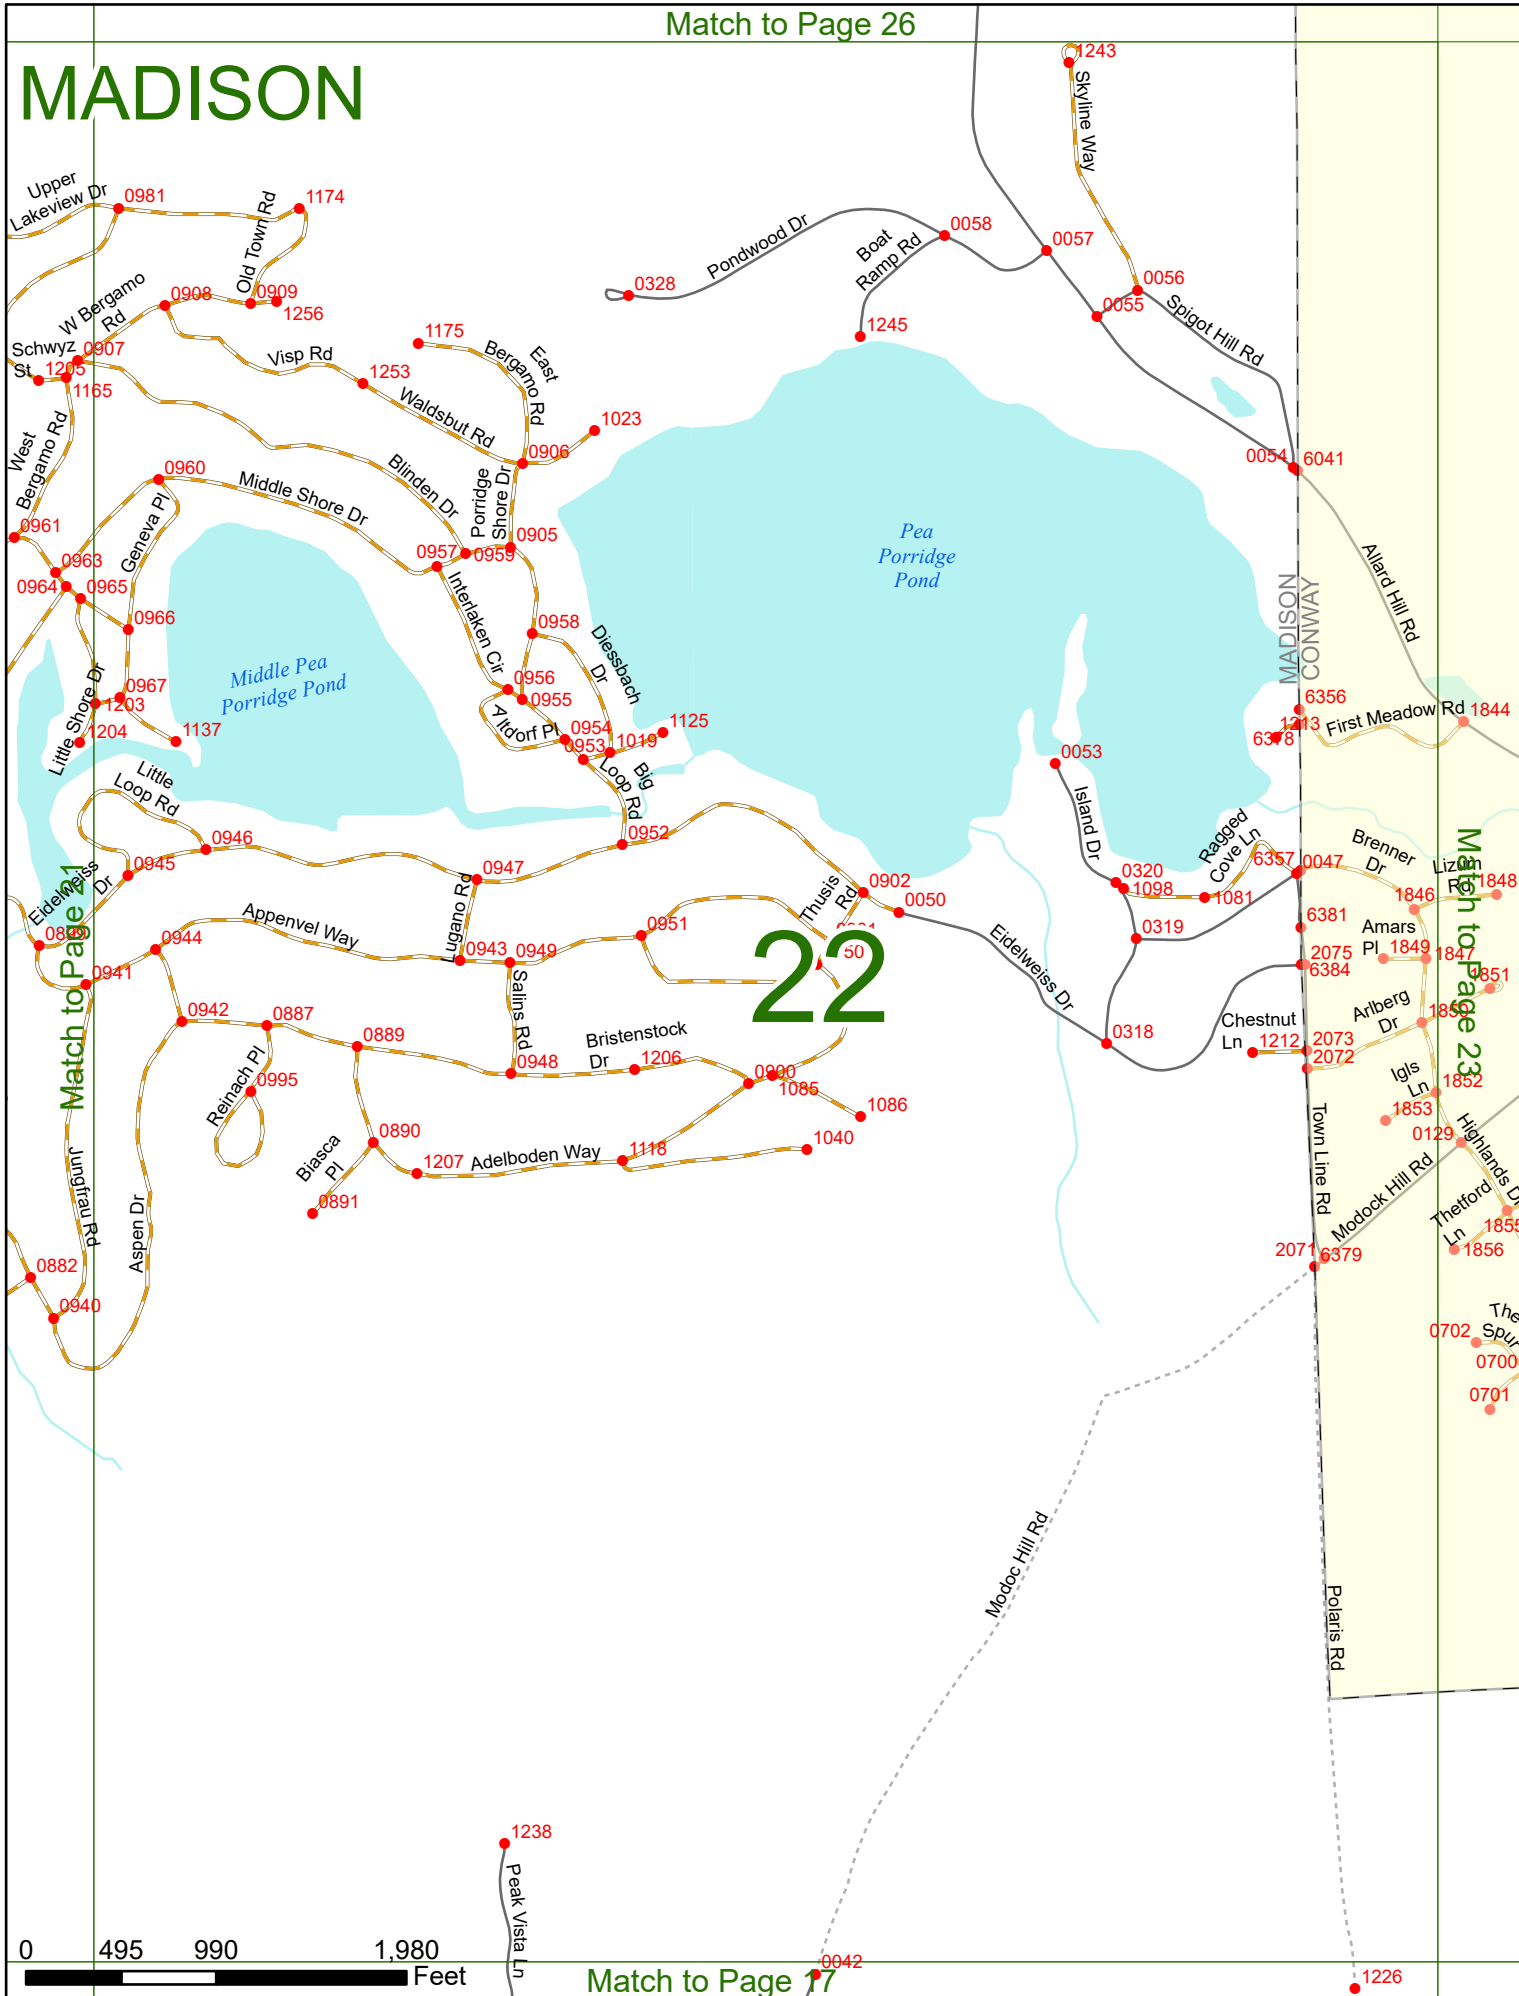 Match to Page 26
MADISON
1243
Skyline Way
Upper
Lakeview Dr
0981
1174
Old Town Rd
Pondwood Dr
Boat
Ramp Rd
0058
0057
0056
0055
0328
W Bergamo
Rd
0908
0909
1256
Spigot Hill Rd
1245
1175
East
Bergamo Rd
Schwyz
St
0907
1205
1165
Visp Rd
1253
Waldsbut Rd
1023
0906
West
Bergamo Rd
0960
Middle Shore Dr
Blinden Dr
Porridge
Shore Dr
0054
6041
0961
Geneva Pl
0957
0959
0905
Pea
Porridge
Pond
Allard Hill Rd
0963
0964
0965
0966
Interlaken Cir
0958
Diessbach
Dr
MADISON
CONWAY
Middle Pea
Porridge Pond
Little Shore Dr
0967
1203
1204
1137
0956
0955
Altdorf Pl
0954
0953
1019
1125
Big
Loop Rd
6356
1213
6378
First Meadow Rd
1844
0053
Island Dr
Little
Loop Rd
0946
0945
0947
0952
Ragged
Cove Ln
6357
0047
Brenner
Dr
Lizum
Rd
1848
0320
1098
1081
1846
Eidelweiss
Dr
Match to Page 21
Appenvel Way
Lugano Rd
Thusis
Rd
0902
0050
0951
6381
Amars
Pl
1849
1847
Match to Page 23
0944
0943
0949
22
50
0319
Eidelweiss Dr
2075
6384
1851
0941
Salins Rd
0942
0887
0889
Bristenstock
Dr
1206
0318
Chestnut
Ln
1212
2073
2072
Arlberg
Dr
1850
Reinach Pl
0995
0948
0900
1085
1086
Igls
Ln
1852
1853
0129
Jungfrau Rd
Aspen Dr
Biasca
Pl
0890
0891
1207
Adelboden Way
1118
1040
Town Line Rd
Modock Hill Rd
Highlands Dr
Thetford
Ln
1855
1856
0882
0940
2071
6379
0702
The
Spur
0700
0701
Modoc Hill Rd
Polaris Rd
1238
Peak Vista Ln
0 495 990 1,980
Feet
Match to Page 17
0042
1226